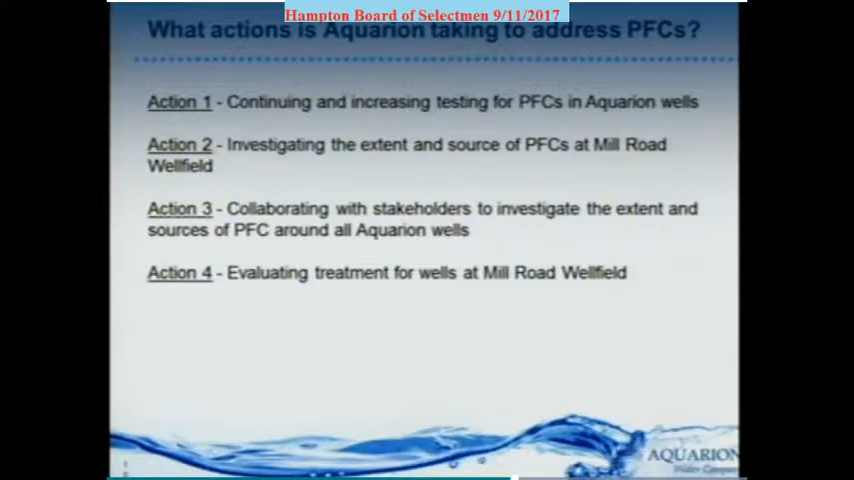 Hampton Board of Selectmen 9/11/2017
What actions is Aquarion taking to address PFCs?
Action 1 - Continuing and increasing testing for PFCs in Aquarion wells
Action 2 - Investigating the extent and source of PFCs at Mill Road
Wellfield
Action 3 - Collaborating with stakeholders to investigate the extent and
sources of PFC around all Aquarion wells
Action 4 - Evaluating treatment for wells at Mill Road Wellfield
AQUARION
Water